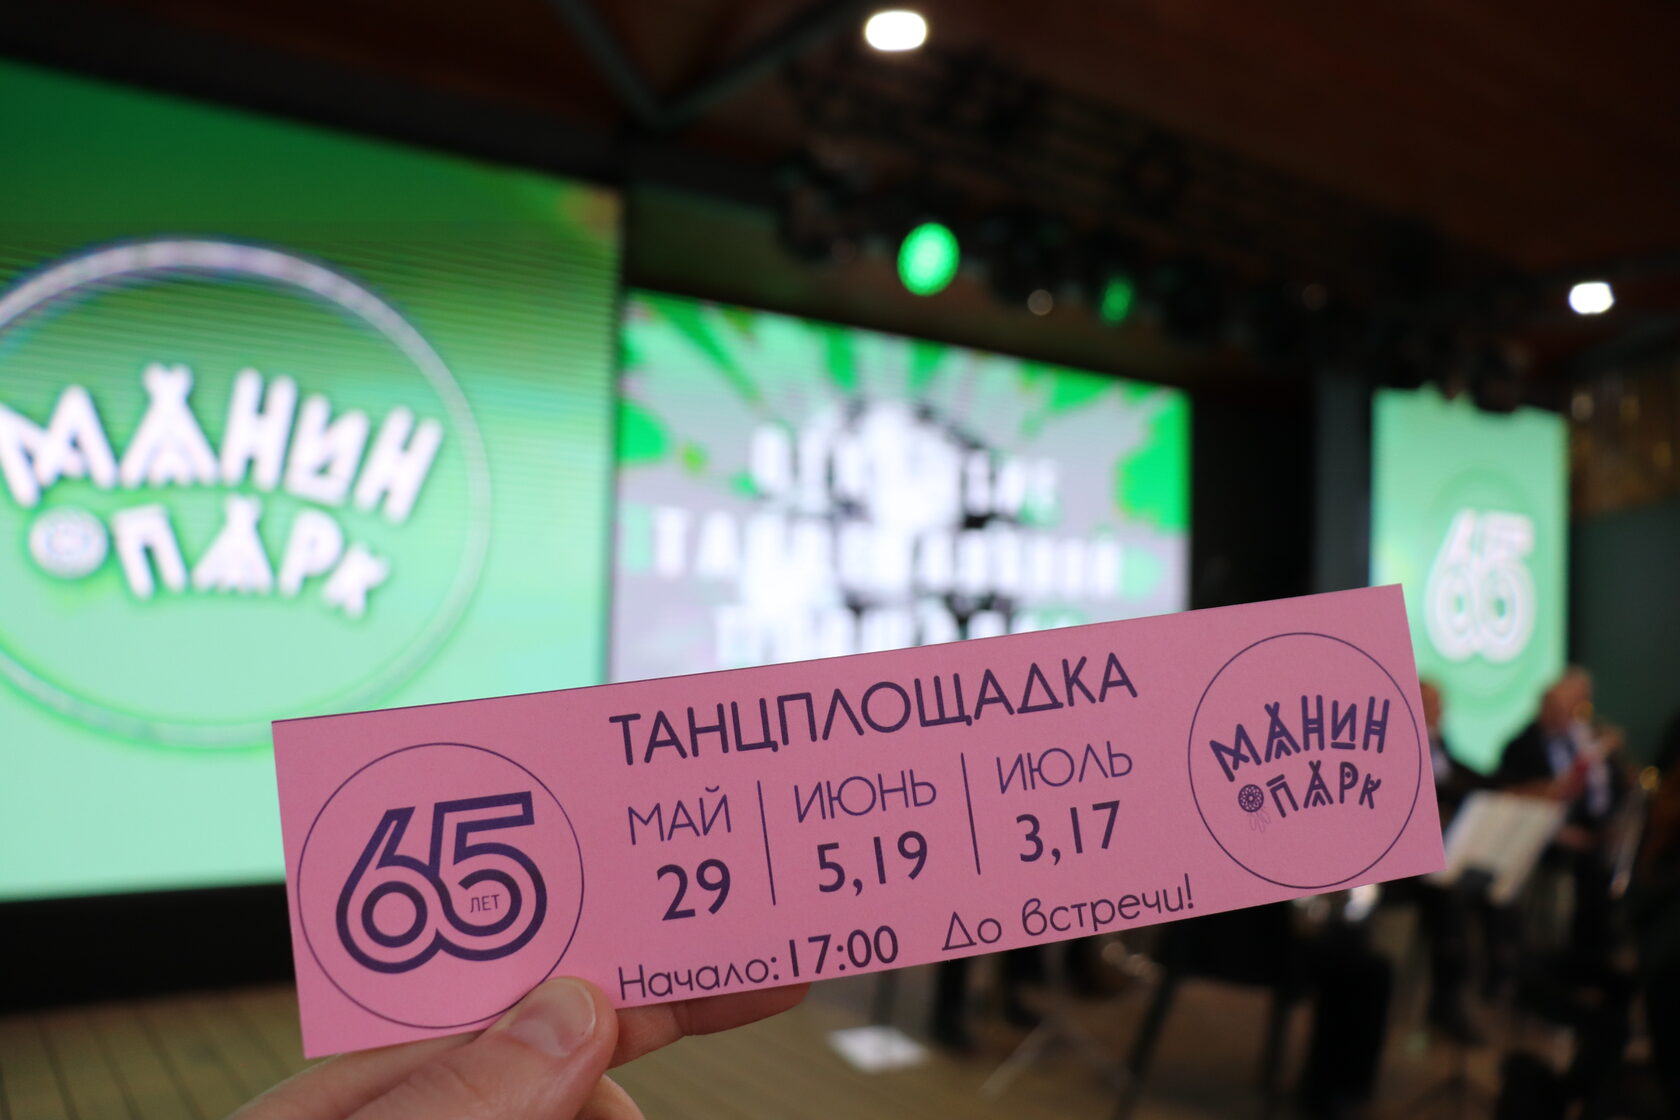 МАНИН
ПАРК
65
ТАНЦПЛОЩАДКА
МАЙ
29
ИЮНЬ
5,19
ИЮЛЬ
3,17
Начало:17:00
До встречи!
65
ЛЕТ
МАНИН
ПАРК